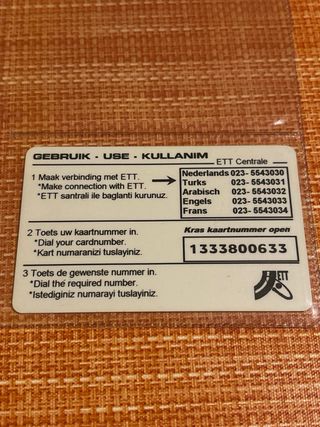 GEBRUIK - USE - KULLANIM
ETT Centrale
1 Maak verbinding met ETT.
*Make connection with ETT.
*ETT santrali ile baglanti kurunuz.
Nederlands 023- 5543030
Turks 023- 5543031
Arabisch 023- 5543032
Engels 023- 5543033
Frans 023- 5543034
2 Toets uw kaartnummer in.
*Dial your cardnumber.
*Kart numaranizi tuslayiniz.
Kras kaartnummer open
1333800633
3 Toets de gewenste nummer in.
*Dial the required number.
*Istediginiz numarayi tuslayiniz.
ETT